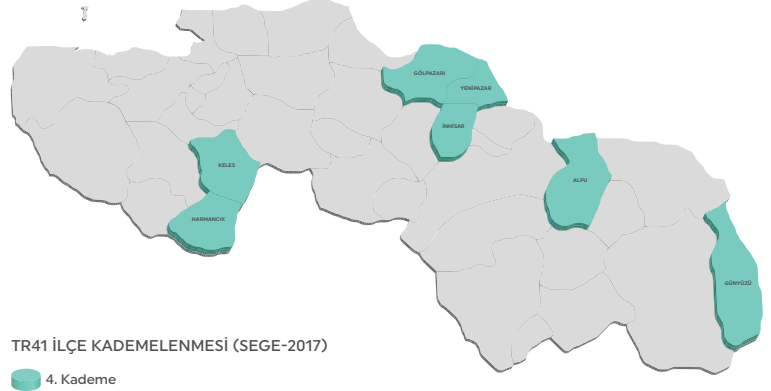 GÖLPAZARI
YENİPAZAR
İNHİSAR
KELES
ALPU
HARMANCIK
GÜNYÜZÜ
TR41 İLÇE KADEMELENMESİ (SEGE-2017)
4. Kademe